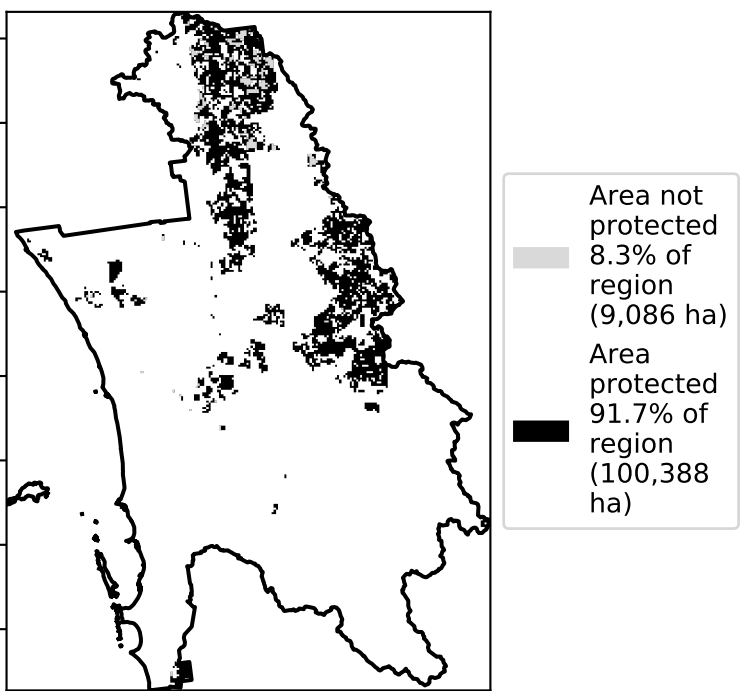 Area not
protected
8.3% of
region
(9,086 ha)
Area
protected
91.7% of
region
(100,388
ha)